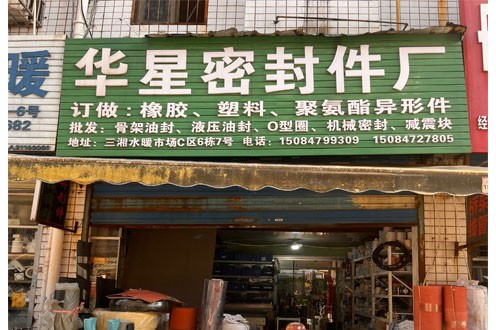 华星密封件厂
订做：橡胶、塑料、聚氨酯异形件
批发：骨架油封、液压油封、O型圈、机械密封、减震块
地址：三湘水暖市场C区6栋7号 电话：15084799309 15084727805
暖